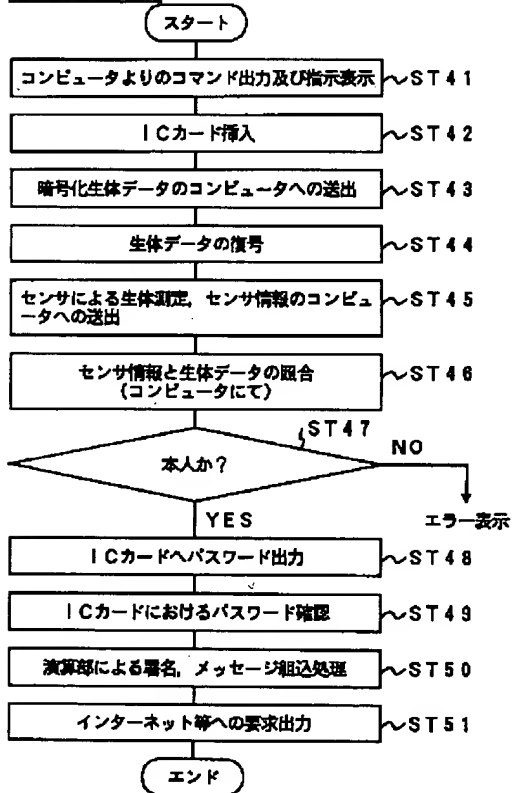 スタート
コンピュータよりのコマンド出力及び指示表示 ST41
ICカード挿入 ST42
暗号化生体データのコンピュータへの送出 ST43
生体データの復号 ST44
センサによる生体測定,センサ情報のコンピュ ST45
ータへの送出
センサ情報と生体データの照合 ST46
(コンピュータにて)
ST47
本人か? NO
エラー表示
YES
ICカードへパスワード出力 ST48
ICカードにおけるパスワード確認 ST49
演算部による署名,メッセージ組込処理 ST50
インターネット等への要求出力 ST51
エンド